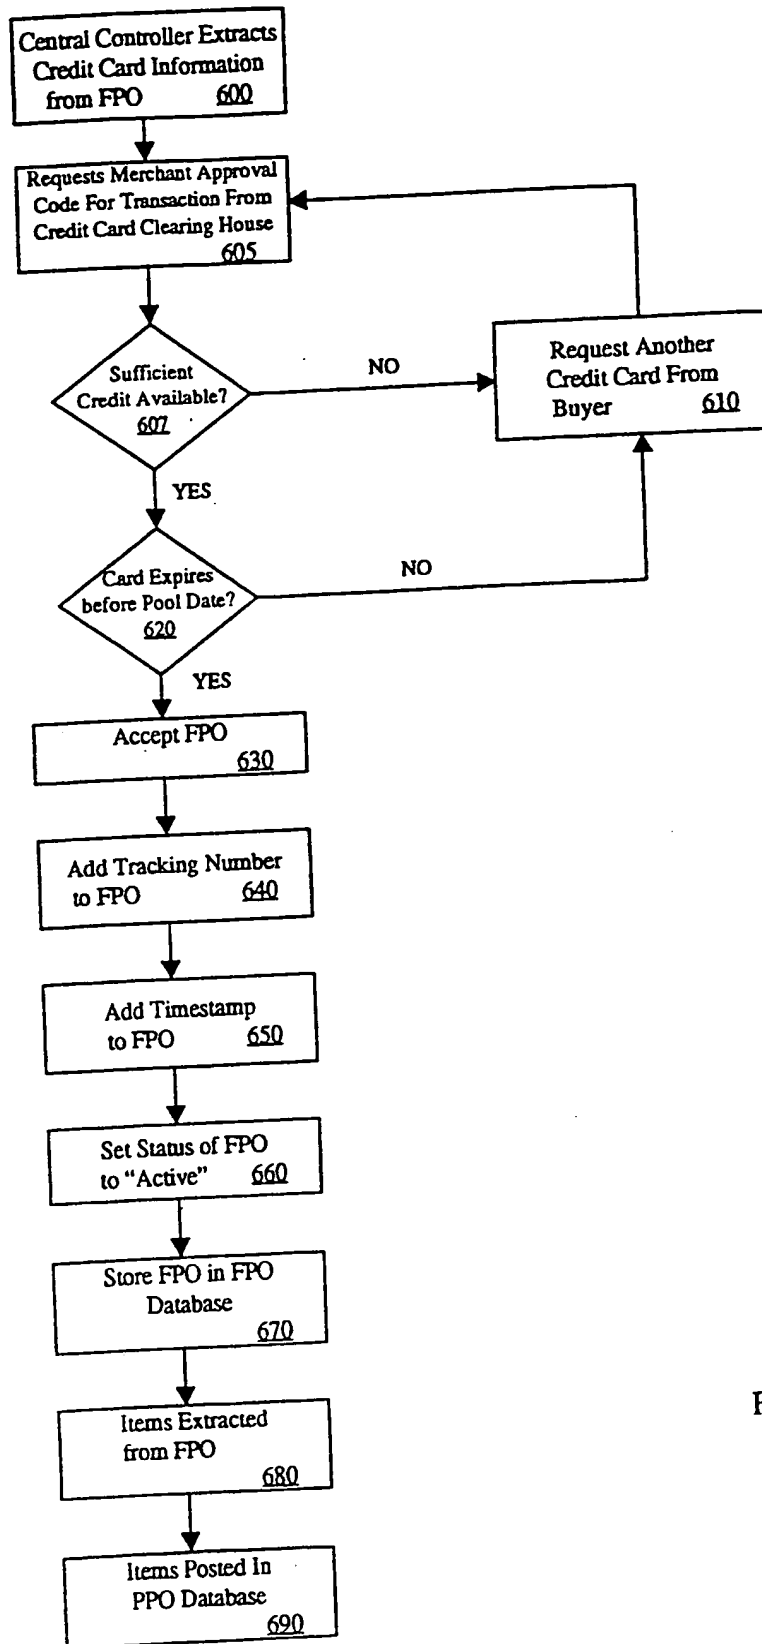 Central Controller Extracts
Credit Card Information
from FPO 600
Requests Merchant Approval
Code For Transaction From
Credit Card Clearing House
605
Sufficient
Credit Available?
607
NO
Request Another
Credit Card From
Buyer 610
YES
Card Expires
before Pool Date?
620
NO
YES
Accept FPO
630
Add Tracking Number
to FPO 640
Add Timestamp
to FPO 650
Set Status of FPO
to “Active” 660
Store FPO in FPO
Database
670
Items Extracted
from FPO
680
Items Posted In
PPO Database
690